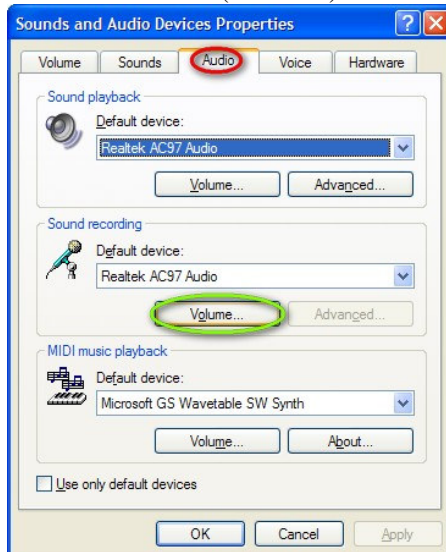 Sounds and Audio Devices Properties
Volume Sounds Audio Voice Hardware
Sound playback
Default device:
Realtek AC97 Audio
Volume... Advanced...
Sound recording
Default device:
Realtek AC97 Audio
Volume... Advanced...
MIDI music playback
Default device:
Microsoft GS Wavetable SW Synth
Volume... About...
Use only default devices
OK Cancel Apply